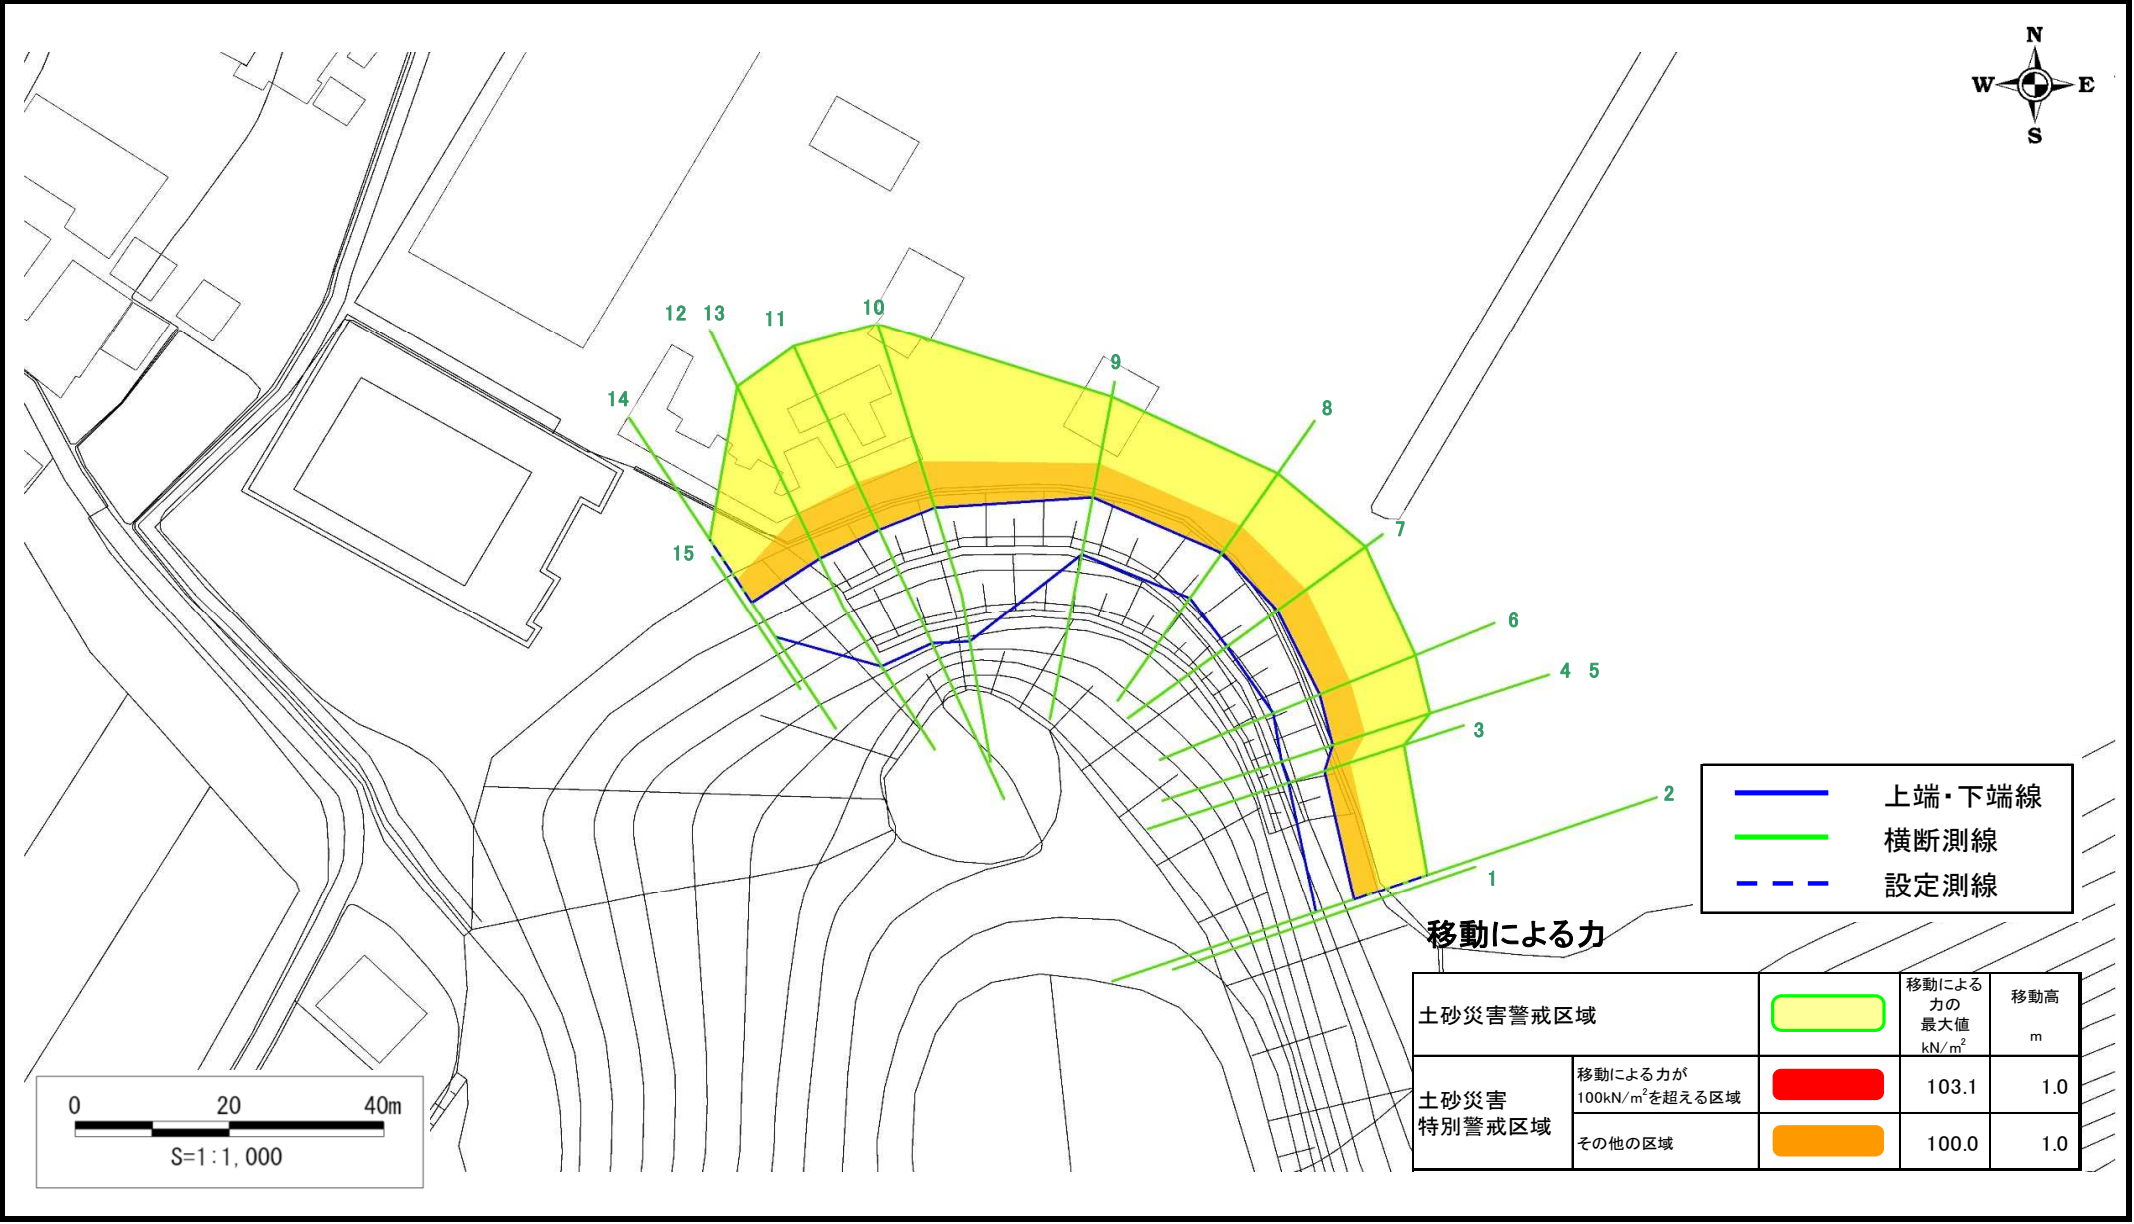 N
W E
S
10
12 13 11
9
14
8
7
15
6
4 5
3
2
1
上端・下端線
横断測線
設定測線
移動による力
土砂災害警戒区域
移動による
力の
最大値
kN/m²
移動高
m
土砂災害
特別警戒区域
移動による力が
100kN/m²を超える区域
103.1 1.0
その他の区域
100.0 1.0
0 20 40m
S=1:1,000